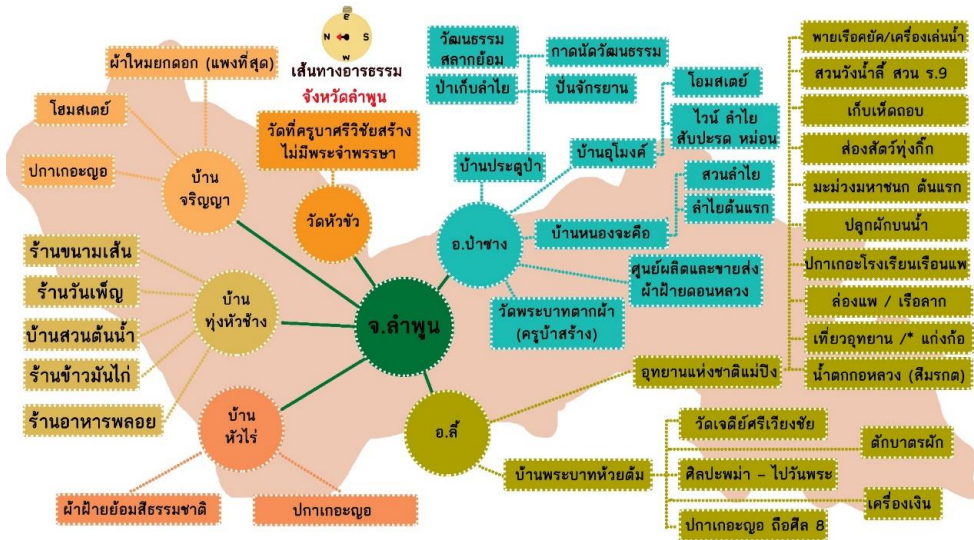 ผ้าไหมยกดอก (แพงที่สุด)
โฮมสเตย์
ปกาเกอะญอ
บ้าน
จริญญา
E
N S
W
เส้นทางอารธรรม
จังหวัดลำพูน
วัดที่ครูบาศรีวิชัยสร้าง
ไม่มีพระจำพรรษา
วัดหัวขัว
วัฒนธรรม
สลากย้อม
กาดนัดวัฒนธรรม
ป่าเก็บลำไย
ปั่นจักรยาน
บ้านประตูป่า
บ้านอุโมงค์
โฮมสเตย์
ไวน์ ลำไย
สับปะรด หม่อน
สวนลำไย
ลำไยต้นแรก
บ้านหนองจะคือ
อ.ป่าซาง
ศูนย์ผลิตและขายส่ง
ผ้าฝ้ายดอนหลวง
วัดพระบาทตากผ้า
(ครูบ้าสร้าง)
พายเรือคยัค/เครื่องเล่นน้ำ
สวนวังน้ำลี้ สวน ร.9
เก็บเห็ดถอบ
ส่องสัตว์ทุ่งกิ๊ก
มะม่วงมหาชนก ต้นแรก
ปลูกผักบนน้ำ
ปกาเกอะโรงเรียนเรือนแพ
ล่องแพ / เรือลาก
เที่ยวอุทยาน /* แก่งก้อ
น้ำตกกอหลวง (สีมรกต)
อุทยานแห่งชาติแม่ปิง
ร้านขนามเส้น
ร้านวันเพ็ญ
บ้านสวนต้นน้ำ
ร้านข้าวมันไก่
ร้านอาหารพลอย
บ้าน
ทุ่งหัวช้าง
จ.ลำพูน
บ้าน
หัวไร่
ผ้าฝ้ายย้อมสีธรรมชาติ
ปกาเกอะญอ
อ.ลี้
บ้านพระบาทห้วยต้ม
วัดเจดีย์ศรีเวียงชัย
ตักบาตรผัก
ศิลปะพม่า – ไปวันพระ
เครื่องเงิน
ปกาเกอะญอ ถือศีล 8